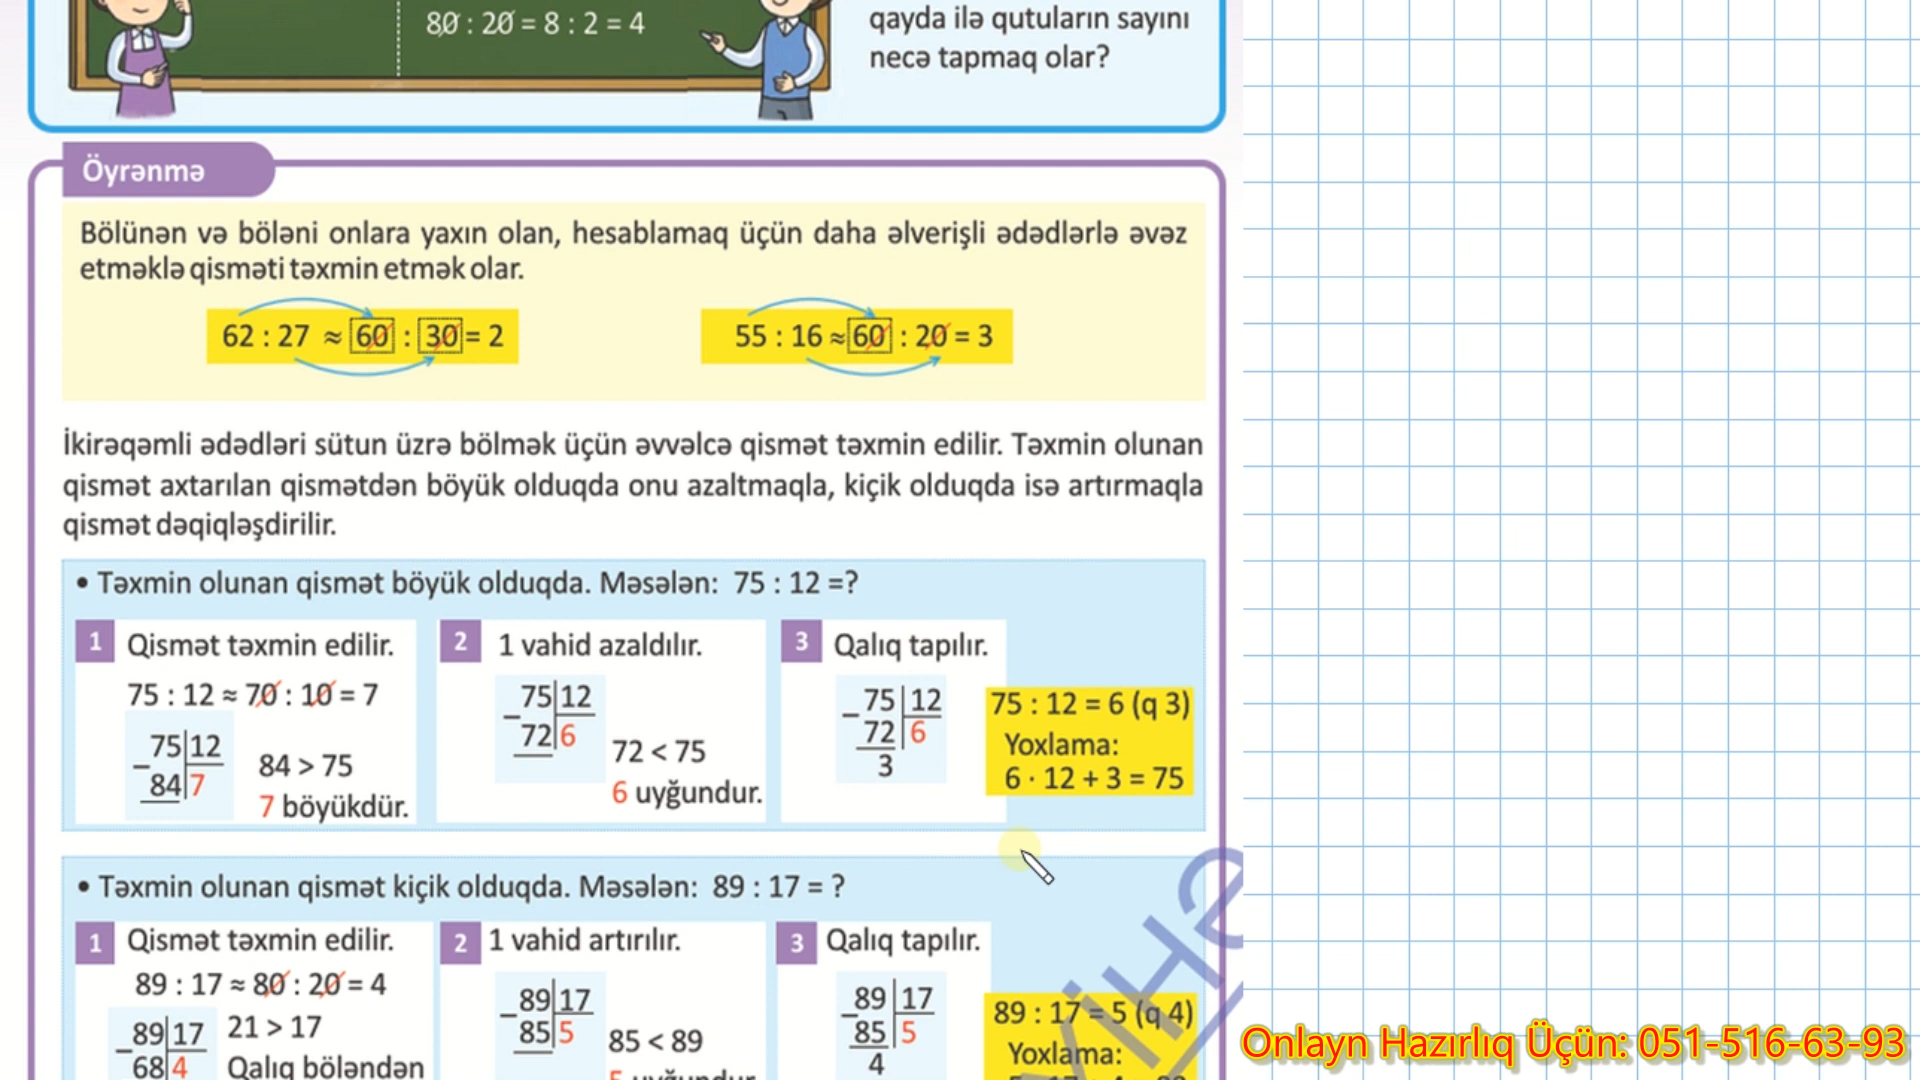 80 : 20 = 8 : 2 = 4
qayda ilə qutuların sayını
necə tapmaq olar?
Öyrənmə
Bölünən və böləni onlara yaxın olan, hesablamaq üçün daha əlverişli ədədlərlə əvəz
etməklə qisməti təxmin etmək olar.
62 : 27 ≈ 60 : 30 = 2
55 : 16 ≈ 60 : 20 = 3
İkirəqəmli ədədləri sütun üzrə bölmək üçün əvvəlcə qismət təxmin edilir. Təxmin olunan
qismət axtarılan qismətdən böyük olduqda onu azaltmaqla, kiçik olduqda isə artırmaqla
qismət dəqiqləşdirilir.
• Təxmin olunan qismət böyük olduqda. Məsələn: 75 : 12 =?
1 Qismət təxmin edilir.
75 : 12 ≈ 70 : 10 = 7
75 12
– 84 7
84 > 75
7 böyükdür.
2 1 vahid azaldılır.
75 12
– 72 6
72 < 75
6 uyğundur.
3 Qalıq tapılır.
– 75 12
72 6
3
75 : 12 = 6 (q 3)
Yoxlama:
6 · 12 + 3 = 75
• Təxmin olunan qismət kiçik olduqda. Məsələn: 89 : 17 = ?
1 Qismət təxmin edilir.
89 : 17 ≈ 80 : 20 = 4
– 89 17
68 4
21 > 17
Qalıq böləndən
2 1 vahid artırılır.
– 89 17
85 5
85 < 89
3 Qalıq tapılır.
– 89 17
85 5
4
89 : 17 = 5 (q 4)
Yoxlama:
Onlayn Hazırlıq Üçün: 051-516-63-93